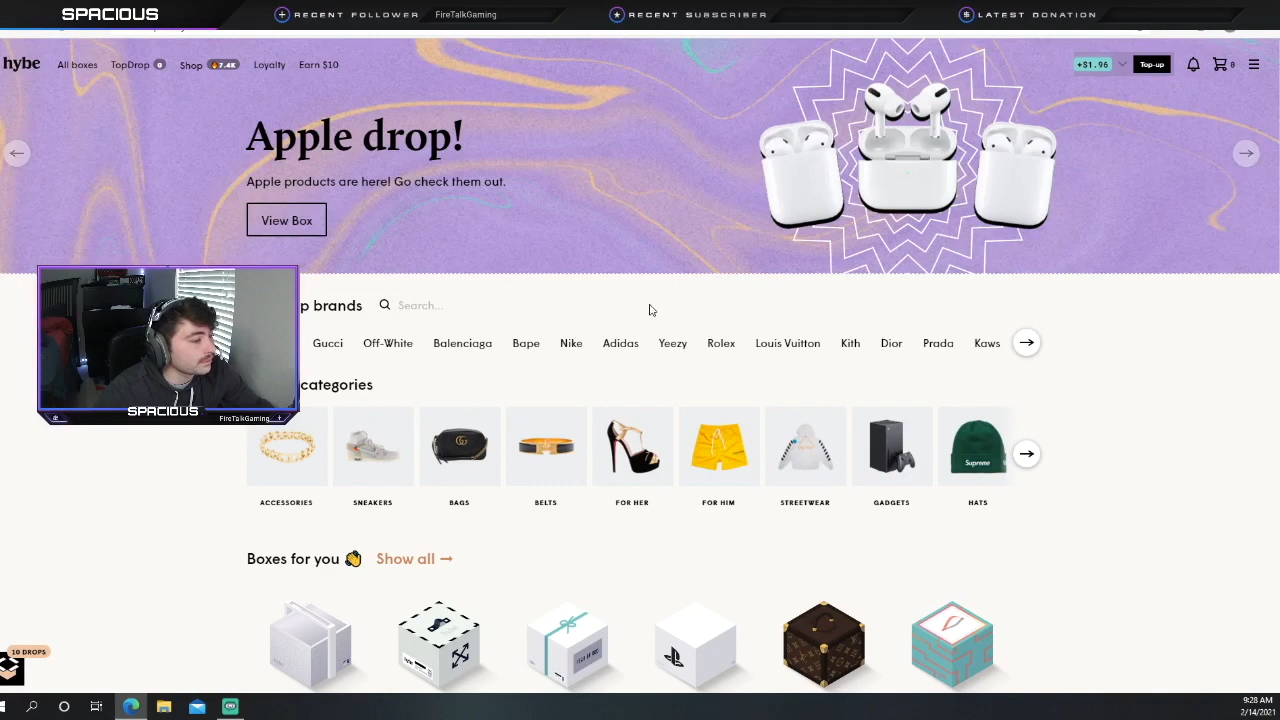 SPACIOUS
RECENT FOLLOWER FireTalkGaming
RECENT SUBSCRIBER
LATEST DONATION
hybe All boxes TopDrop 0 Shop 🔥7.4K Loyalty Earn $10
+$1.96 Top-up 0
Apple drop!
Apple products are here! Go check them out.
View Box
p brands Search...
Gucci Off-White Balenciaga Bape Nike Adidas Yeezy Rolex Louis Vuitton Kith Dior Prada Kaws
categories
SPACIOUS
FireTalkGaming
Supreme
ACCESSORIES SNEAKERS BAGS BELTS FOR HER FOR HIM STREETWEAR GADGETS HATS
Boxes for you 👏 Show all →
10 DROPS
9:28 AM
2/14/2021